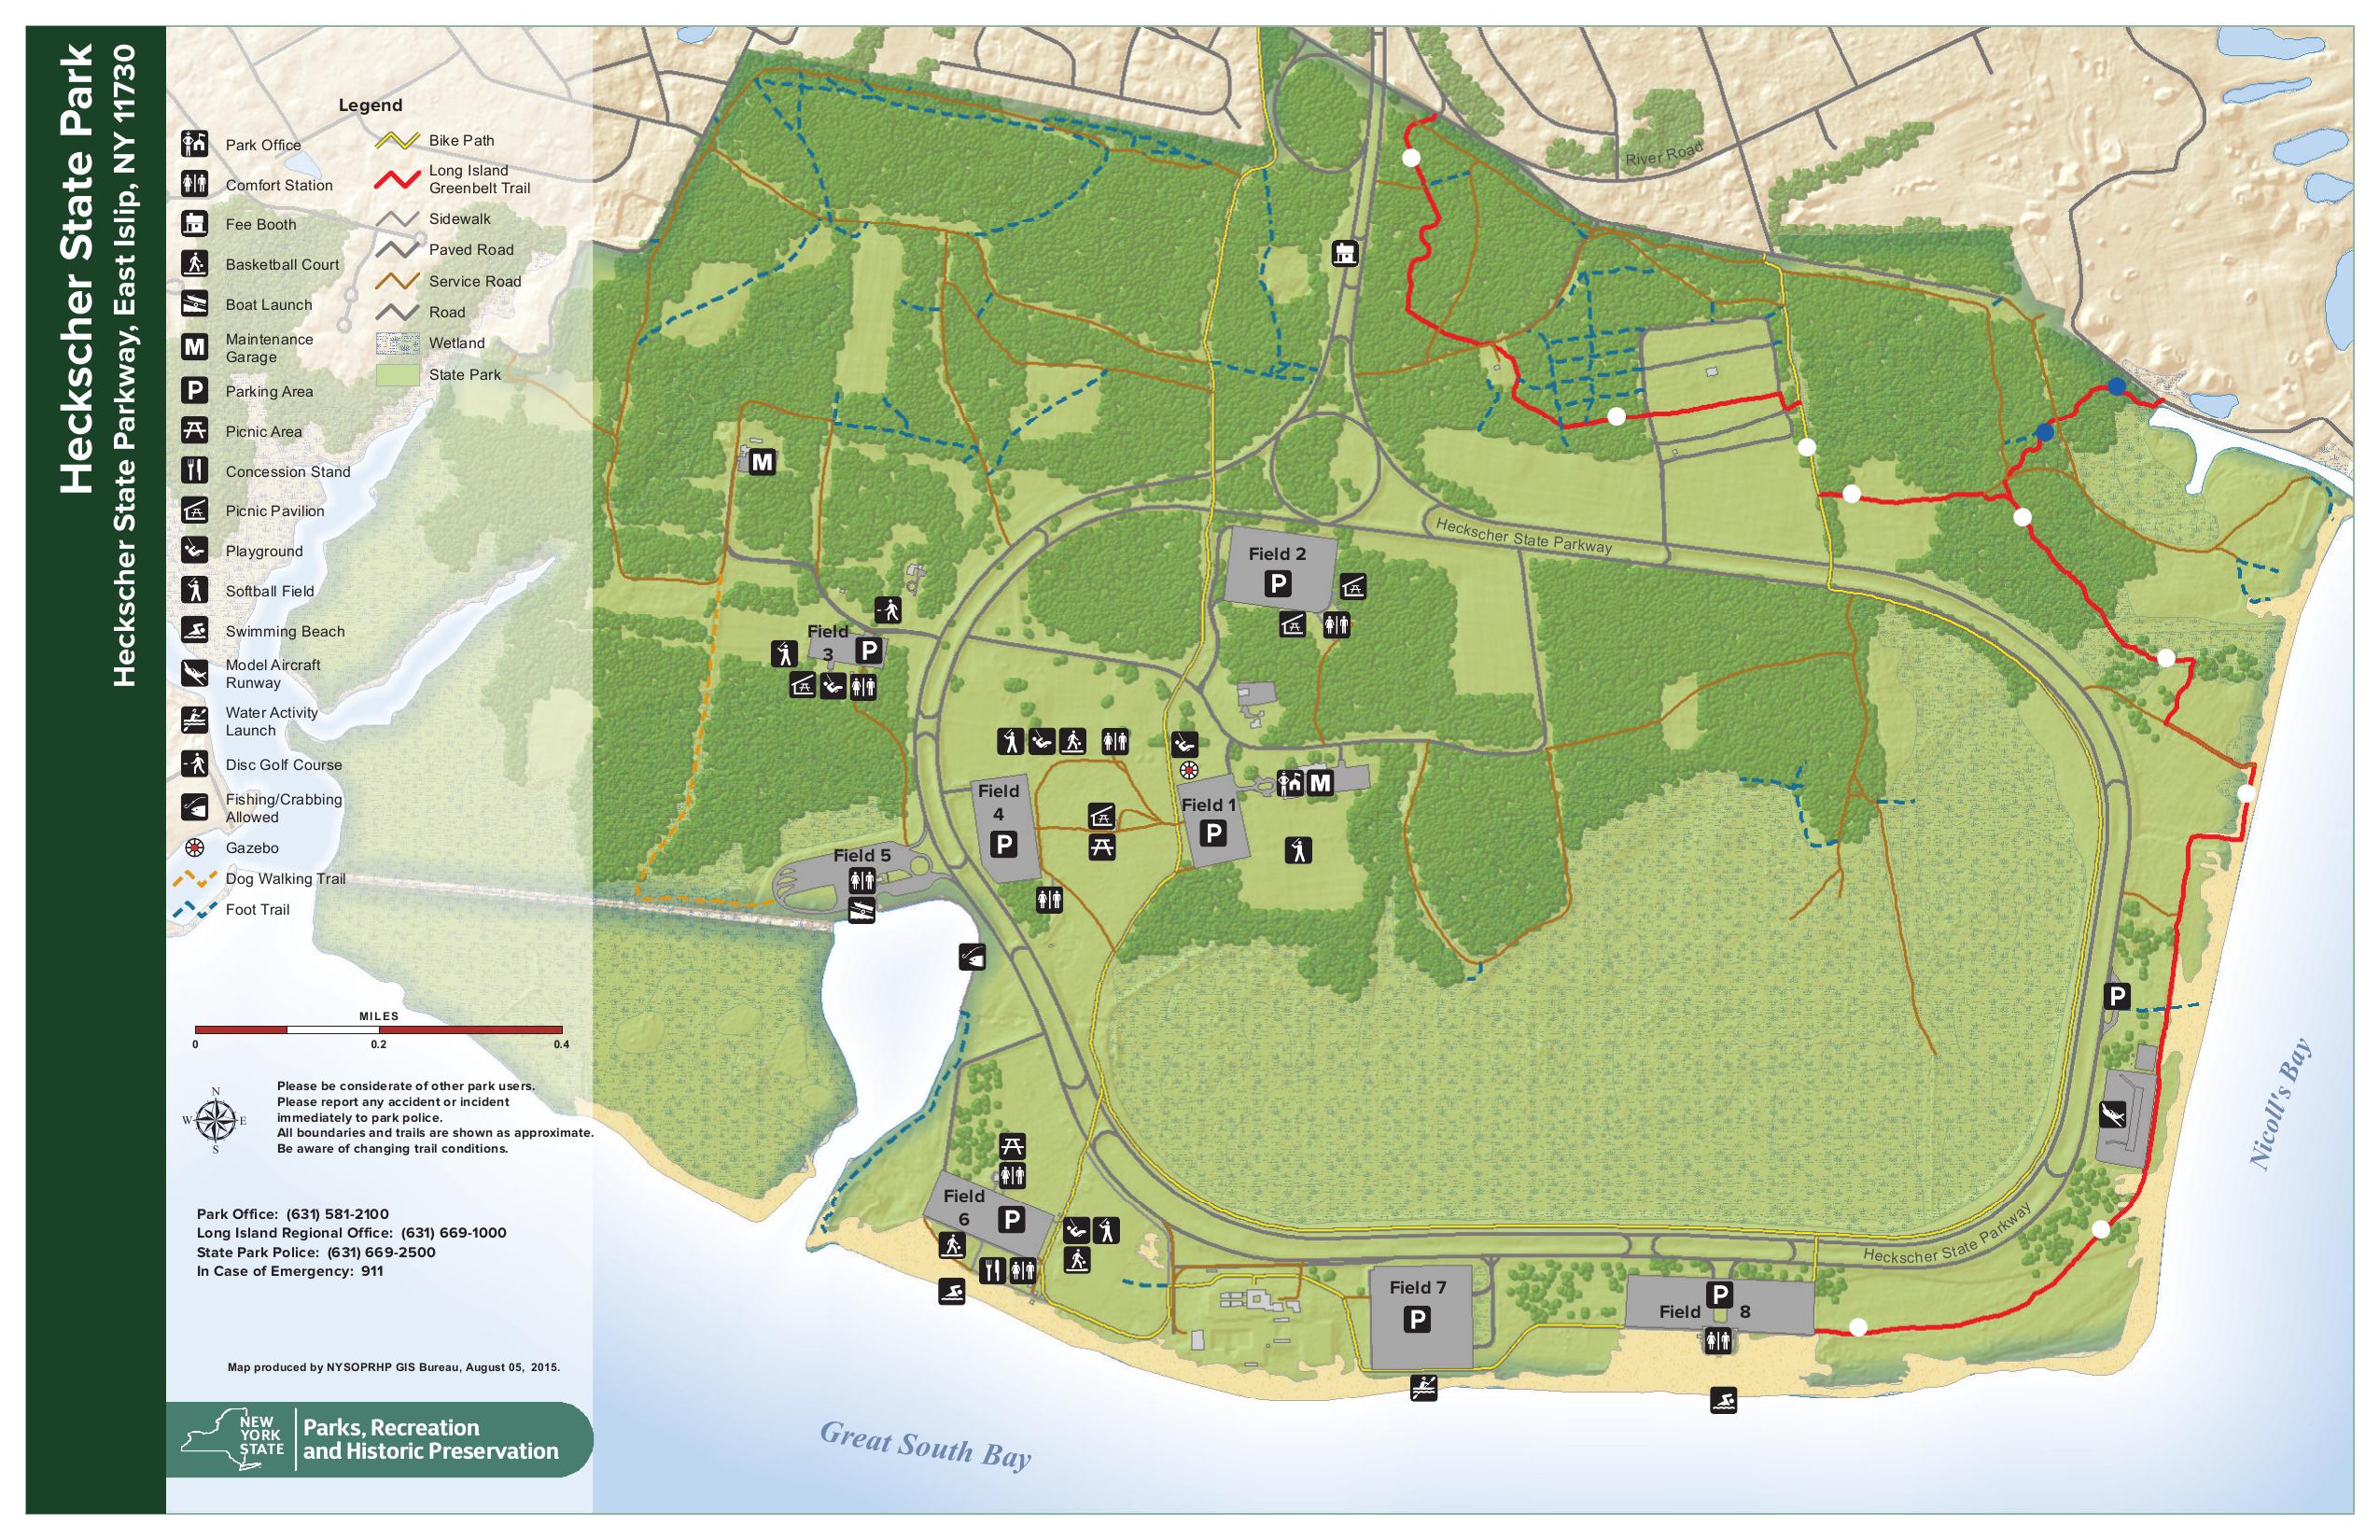 Heckscher State Park
Heckscher State Parkway, East Islip, NY 11730
Legend
Park Office
Comfort Station
Fee Booth
Basketball Court
Boat Launch
M
Maintenance
Garage
P
Parking Area
Picnic Area
Concession Stand
Picnic Pavilion
Playground
Softball Field
Swimming Beach
Model Aircraft
Runway
Water Activity
Launch
Disc Golf Course
Fishing/Crabbing
Allowed
Gazebo
Dog Walking Trail
Foot Trail
Bike Path
Long Island
Greenbelt Trail
Sidewalk
Paved Road
Service Road
Road
Wetland
State Park
MILES
0 0.2 0.4
N
W E
S
Please be considerate of other park users.
Please report any accident or incident
immediately to park police.
All boundaries and trails are shown as approximate.
Be aware of changing trail conditions.
Park Office: (631) 581-2100
Long Island Regional Office: (631) 669-1000
State Park Police: (631) 669-2500
In Case of Emergency: 911
Map produced by NYSOPRHP GIS Bureau, August 05, 2015.
NEW
YORK
STATE
Parks, Recreation
and Historic Preservation
River Road
M
Heckscher State Parkway
Field 2
P
Field
3
P
Field
4
P
Field 1
P
M
Field 5
P
Nicoll's Bay
Field
6
P
Heckscher State Parkway
Field 7
P
P
Field 8
Great South Bay